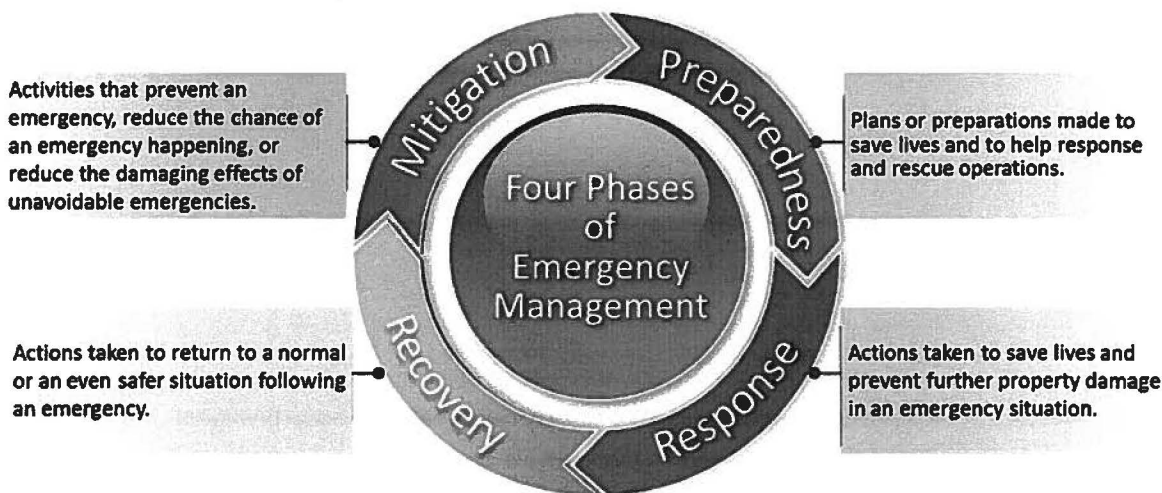 Mitigation
Preparedness
Activities that prevent an
emergency, reduce the chance of
an emergency happening, or
reduce the damaging effects of
unavoidable emergencies.
Plans or preparations made to
save lives and to help response
and rescue operations.
Four Phases
of
Emergency
Management
Actions taken to return to a normal
or an even safer situation following
an emergency.
Recovery
Response
Actions taken to save lives and
prevent further property damage
in an emergency situation.